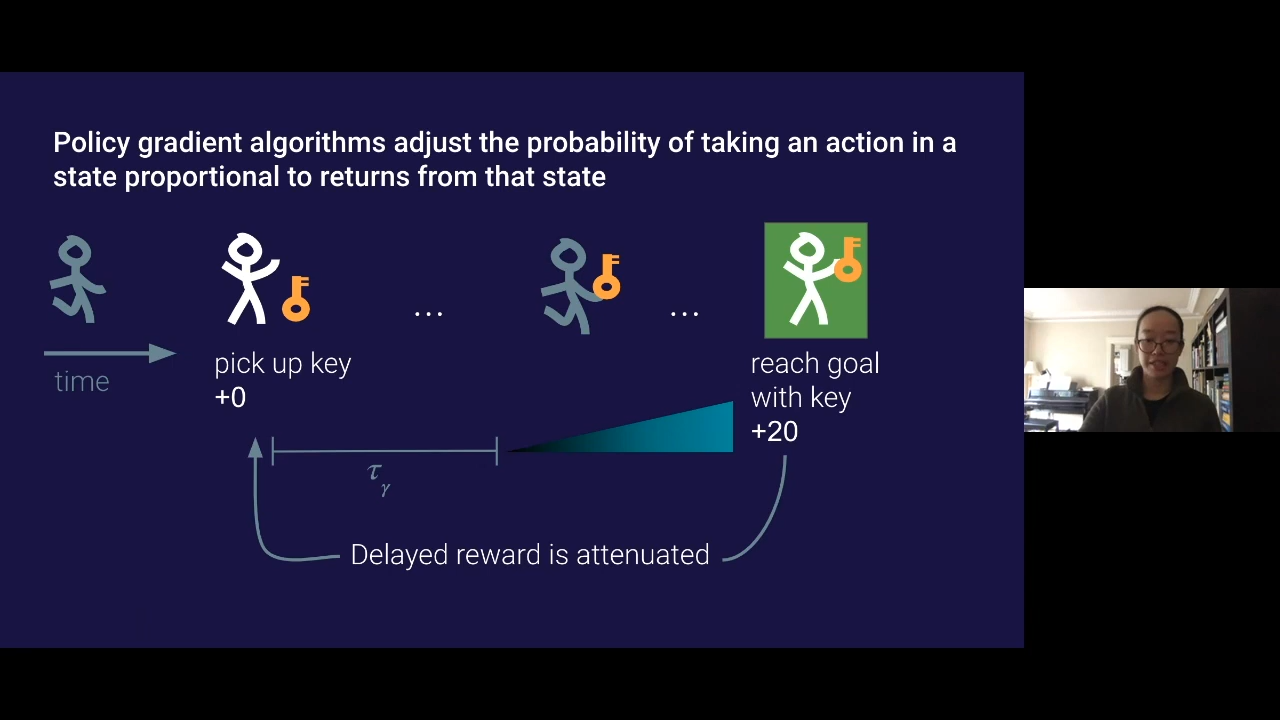 Policy gradient algorithms adjust the probability of taking an action in a
state proportional to returns from that state
...
...
time
pick up key
+0
reach goal
with key
+20
τγ
Delayed reward is attenuated